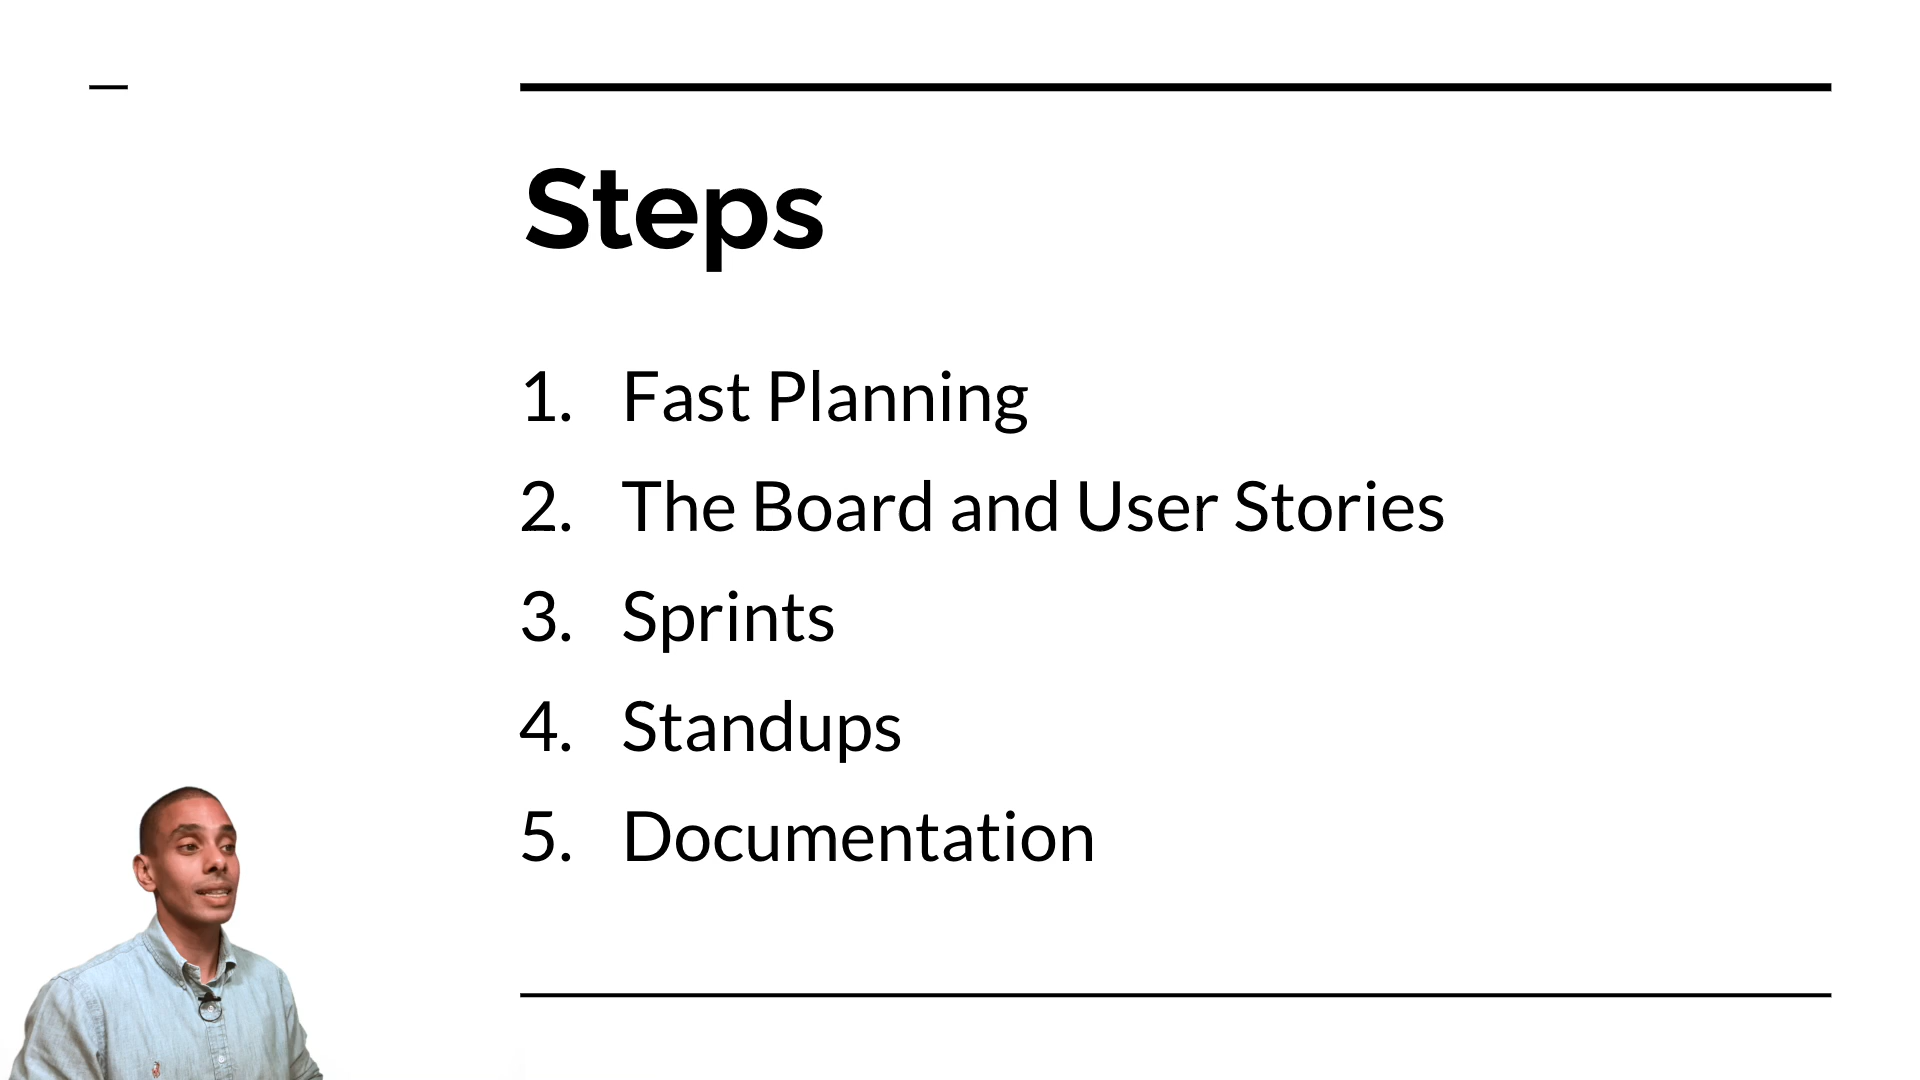 Steps
1. Fast Planning
2. The Board and User Stories
3. Sprints
4. Standups
5. Documentation